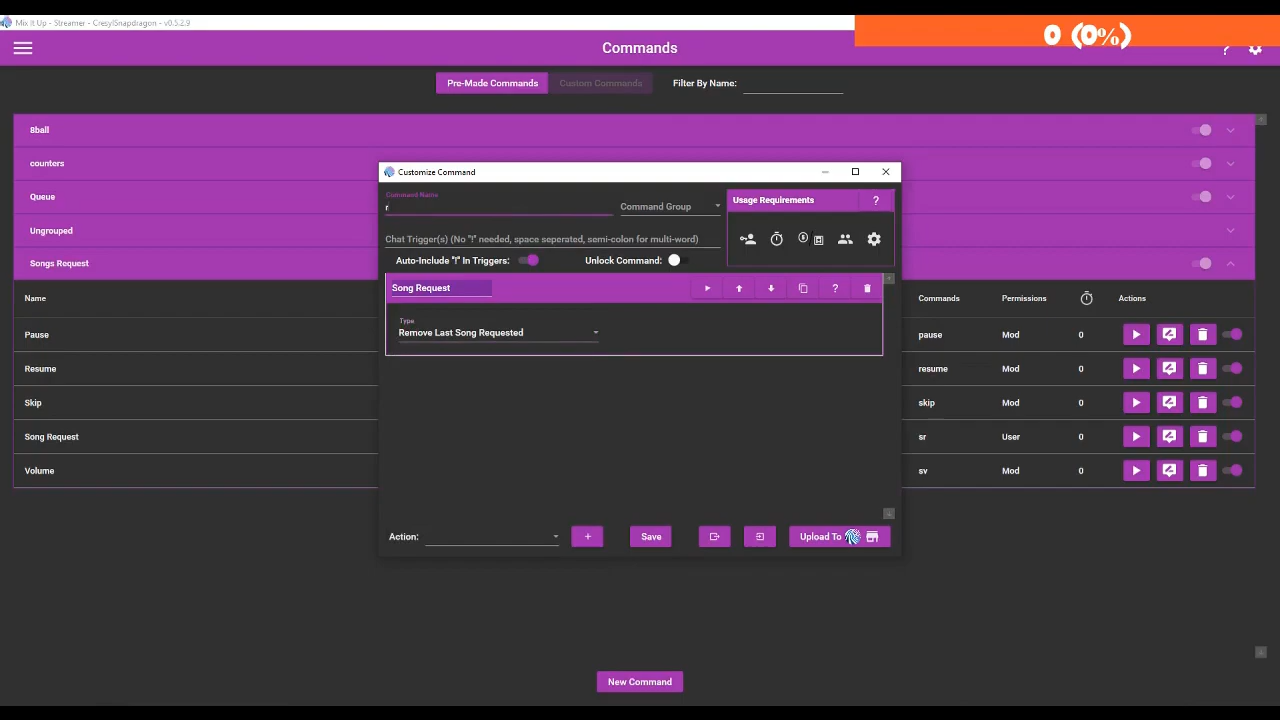 Mix It Up - Streamer - CresylSnapdragon - v0.5.2.9
0 (0%)
Commands
?
Pre-Made Commands
Custom Commands
Filter By Name:
8ball
counters
Queue
Ungrouped
Songs Request
Name
Commands
Permissions
Actions
Pause
pause
Mod
0
Resume
resume
Mod
0
Skip
skip
Mod
0
Song Request
sr
User
0
Volume
sv
Mod
0
Customize Command
Command Name
r
Command Group
Usage Requirements
?
Chat Trigger(s) (No "!" needed, space seperated, semi-colon for multi-word)
Auto-Include "!" In Triggers:
Unlock Command:
Song Request
?
Type
Remove Last Song Requested
Action:
+
Save
Upload To
New Command